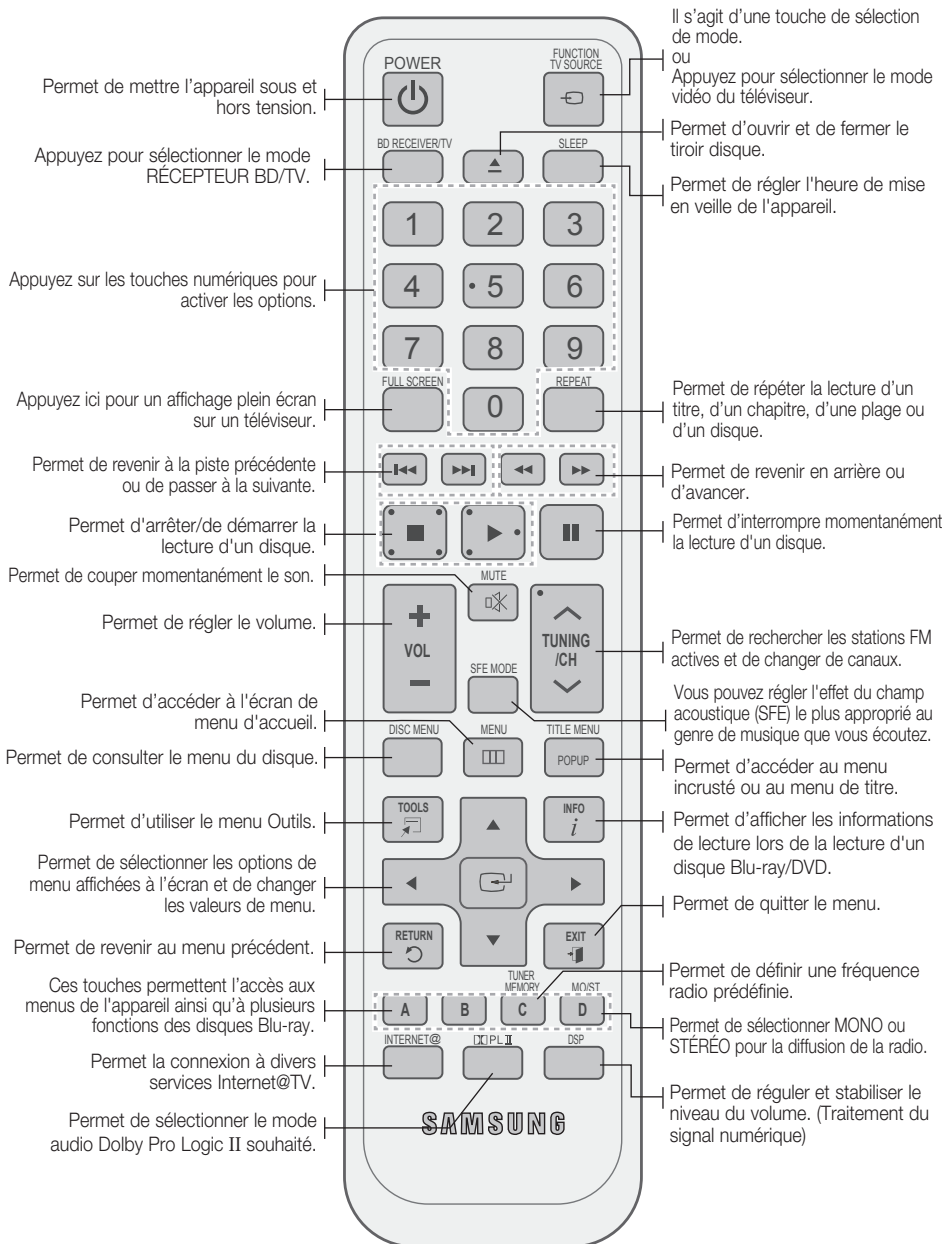 Il s'agit d'une touche de sélection
de mode.
ou
Appuyez pour sélectionner le mode
vidéo du téléviseur.
POWER
FUNCTION
TV SOURCE
Permet de mettre l'appareil sous et
hors tension.
Permet d'ouvrir et de fermer le
tiroir disque.
BD RECEIVER/TV
SLEEP
Appuyez pour sélectionner le mode
RÉCEPTEUR BD/TV.
Permet de régler l'heure de mise
en veille de l'appareil.
1 2 3
Appuyez sur les touches numériques pour
activer les options.
4 5 6
7 8 9
FULL SCREEN
REPEAT
0
Appuyez ici pour un affichage plein écran
sur un téléviseur.
Permet de répéter la lecture d'un
titre, d'un chapitre, d'une plage ou
d'un disque.
Permet de revenir à la piste précédente
ou de passer à la suivante.
Permet de revenir en arrière ou
d'avancer.
Permet d'arrêter/de démarrer la
lecture d'un disque.
Permet d'interrompre momentanément
la lecture d'un disque.
Permet de couper momentanément le son.
MUTE
Permet de régler le volume.
+
VOL
−
TUNING
/CH
Permet de rechercher les stations FM
actives et de changer de canaux.
SFE MODE
Permet d'accéder à l'écran de
menu d'accueil.
Vous pouvez régler l'effet du champ
acoustique (SFE) le plus approprié au
genre de musique que vous écoutez.
DISC MENU
MENU
TITLE MENU
POPUP
Permet de consulter le menu du disque.
Permet d'accéder au menu
incrusté ou au menu de titre.
TOOLS
INFO
i
Permet d'utiliser le menu Outils.
Permet d'afficher les informations
de lecture lors de la lecture d'un
disque Blu-ray/DVD.
Permet de sélectionner les options de
menu affichées à l'écran et de changer
les valeurs de menu.
Permet de quitter le menu.
RETURN
EXIT
Permet de revenir au menu précédent.
TUNER
MEMORY
MO/ST
Permet de définir une fréquence
radio prédéfinie.
Ces touches permettent l'accès aux
menus de l'appareil ainsi qu'à plusieurs
fonctions des disques Blu-ray.
A B C D
Permet de sélectionner MONO ou
STÉRÉO pour la diffusion de la radio.
INTERNET@
PL II
DSP
Permet la connexion à divers
services Internet@TV.
Permet de réguler et stabiliser le
niveau du volume. (Traitement du
signal numérique)
Permet de sélectionner le mode
audio Dolby Pro Logic II souhaité.
SAMSUNG